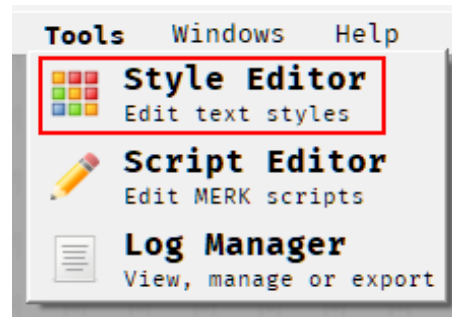 Tools Windows Help
Style Editor
Edit text styles
Script Editor
Edit MERK scripts
Log Manager
View, manage or export